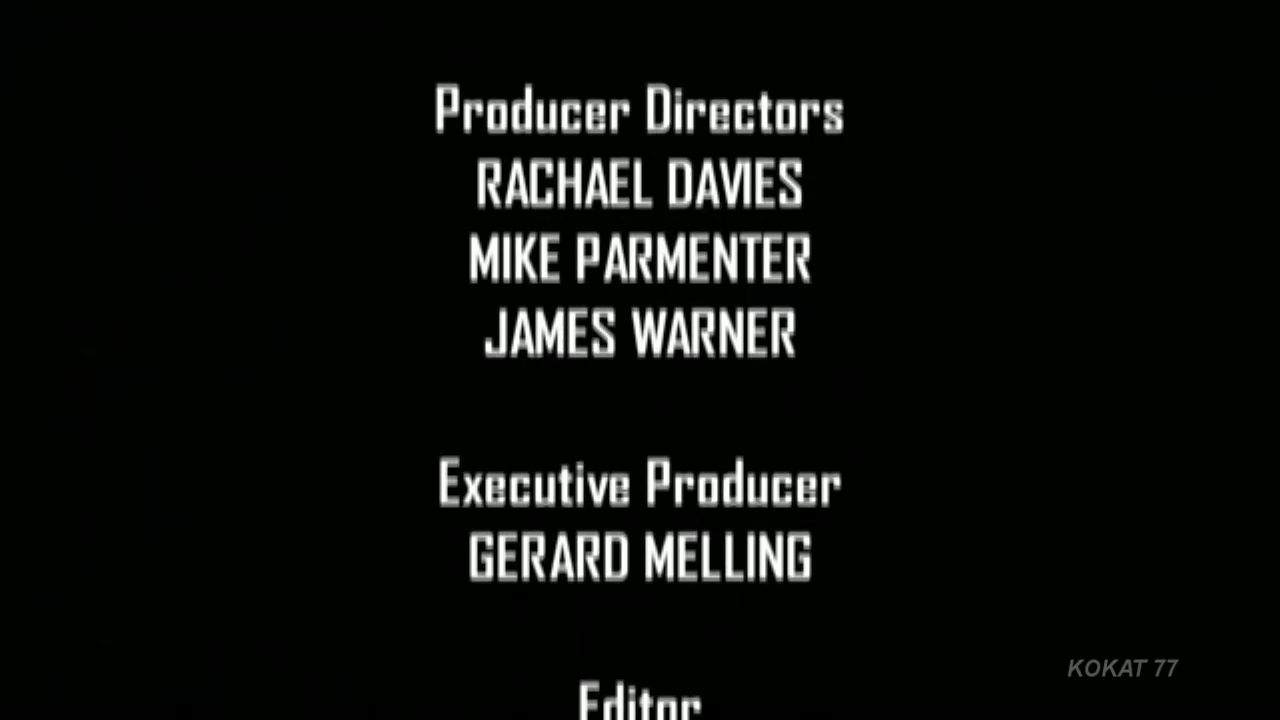 Producer Directors
RACHAEL DAVIES
MIKE PARMENTER
JAMES WARNER
Executive Producer
GERARD MELLING
KOKAT 77
Editor